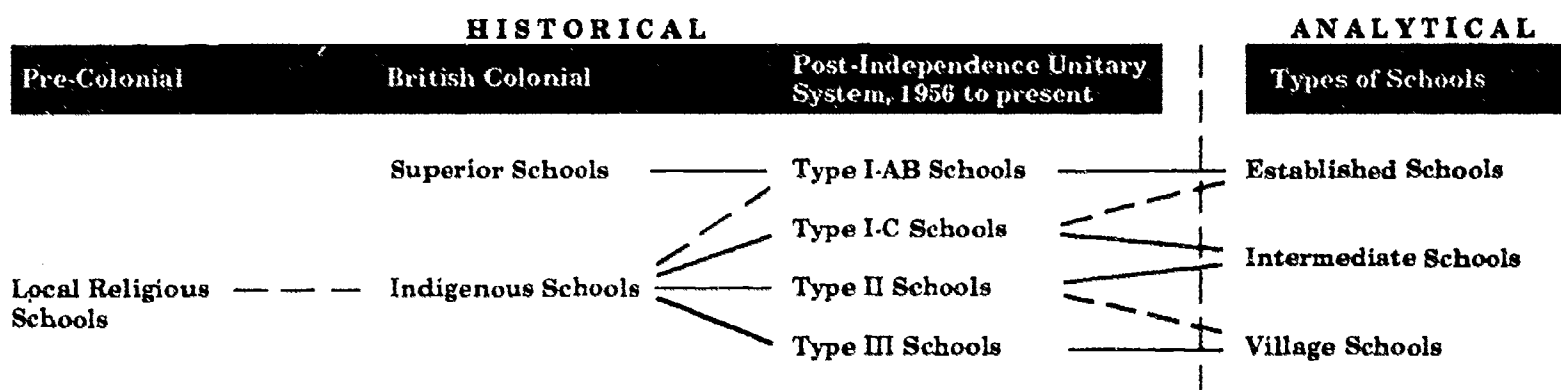 HISTORICAL
ANALYTICAL
Pre-Colonial
British Colonial
Post-Independence Unitary
System, 1956 to present
Types of Schools
Superior Schools
Type I-AB Schools
Established Schools
Type I-C Schools
Intermediate Schools
Local Religious
Schools
Indigenous Schools
Type II Schools
Type III Schools
Village Schools